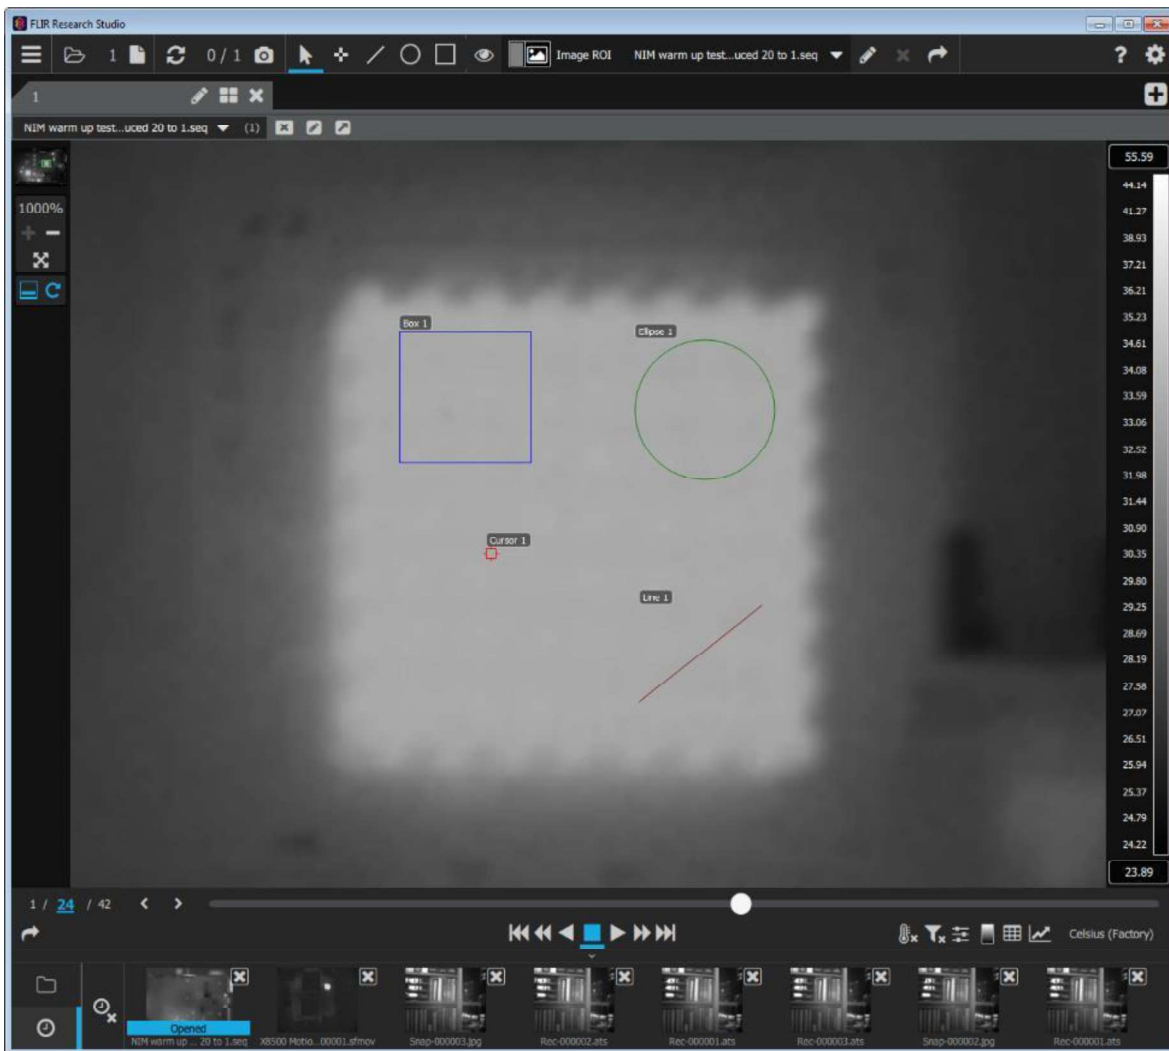 FLIR Research Studio
1 0 / 1 Image ROI NIM warm up test...uced 20 to 1.seq ?
1
NIM warm up test...uced 20 to 1.seq (1)
55.59
1000%
44.14
41.27
38.93
37.21
36.21
35.23
34.61
34.08
33.59
33.06
32.52
31.98
31.44
30.90
30.35
29.80
29.25
28.69
28.19
27.58
27.07
26.51
25.94
25.37
24.79
24.22
23.89
Box 1
Ellipse 1
Cursor 1
Line 1
1 / 24 / 42
Celsius (Factory)
Opened
NIM warm up ... 20 to 1.seq
X8500 Motio...00001.sfmov
Snap-000003.jpg
Rec-000002.ats
Rec-000001.ats
Rec-000003.ats
Snap-000002.jpg
Rec-000001.ats